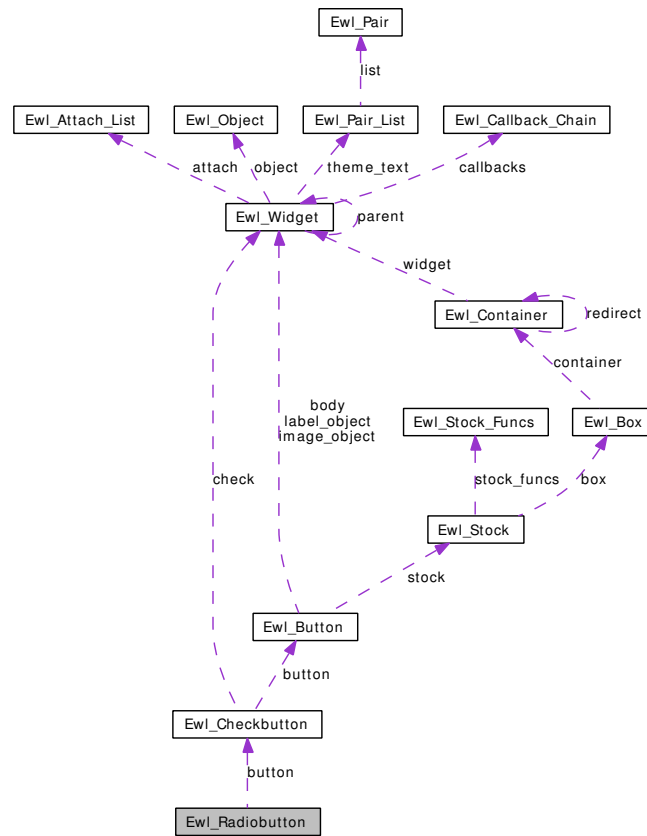 Ewl_Pair
list
Ewl_Attach_List
Ewl_Object
Ewl_Pair_List
Ewl_Callback_Chain
attach
object
theme_text
callbacks
Ewl_Widget
parent
widget
Ewl_Container
redirect
container
body
label_object
image_object
Ewl_Stock_Funcs
Ewl_Box
check
stock_funcs
box
Ewl_Stock
stock
Ewl_Button
button
Ewl_Checkbutton
button
Ewl_Radiobutton